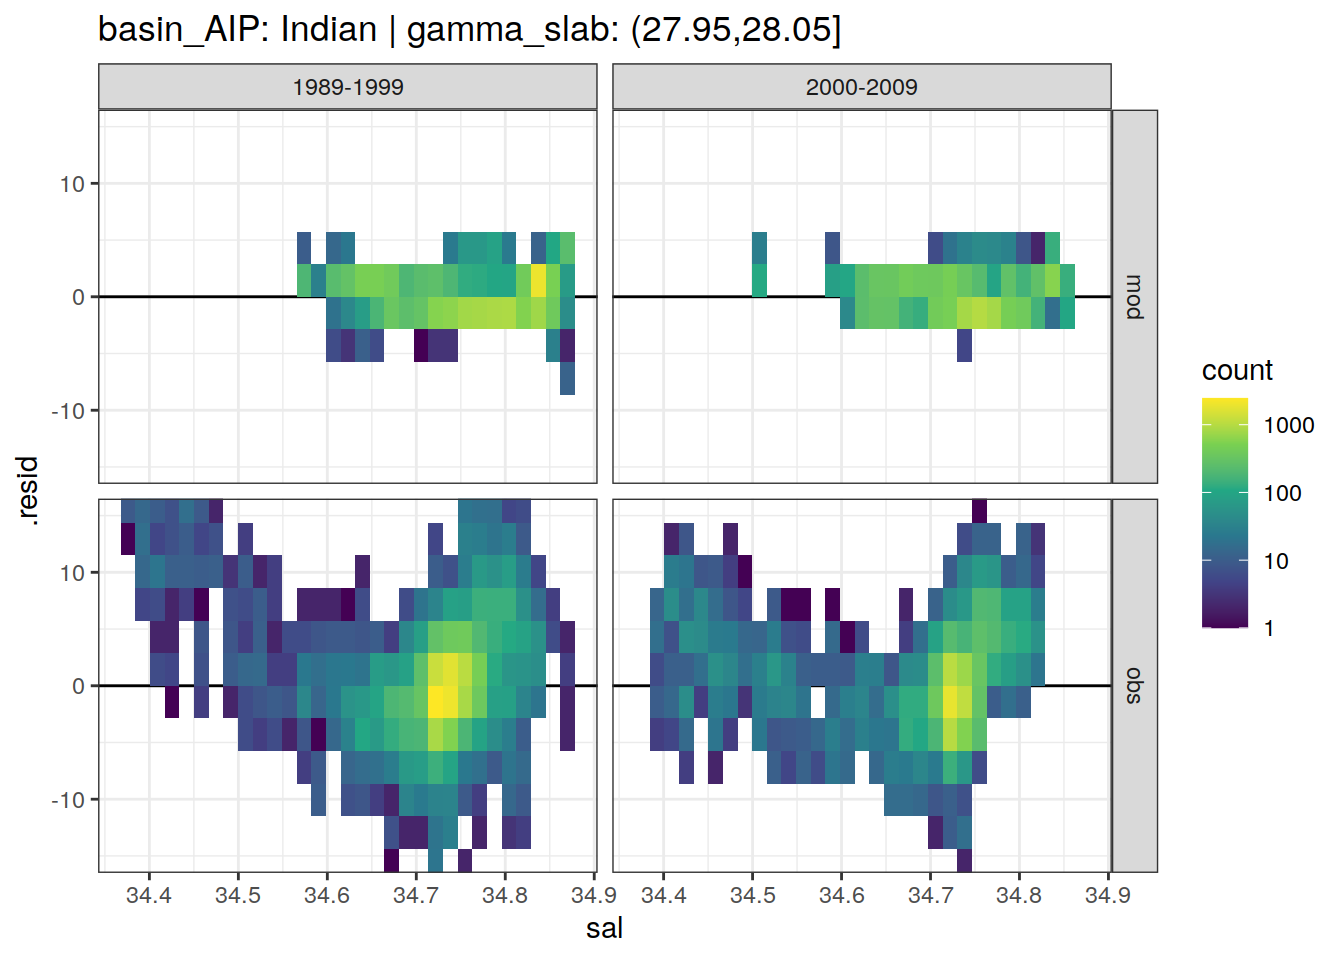 basin_AIP: Indian | gamma_slab: (27.95,28.05]
1989-1999 2000-2009
10
0
-10
mod
10
0
-10
obs
.resid
34.4 34.5 34.6 34.7 34.8 34.9 34.4 34.5 34.6 34.7 34.8 34.9
sal
count
1000
100
10
1